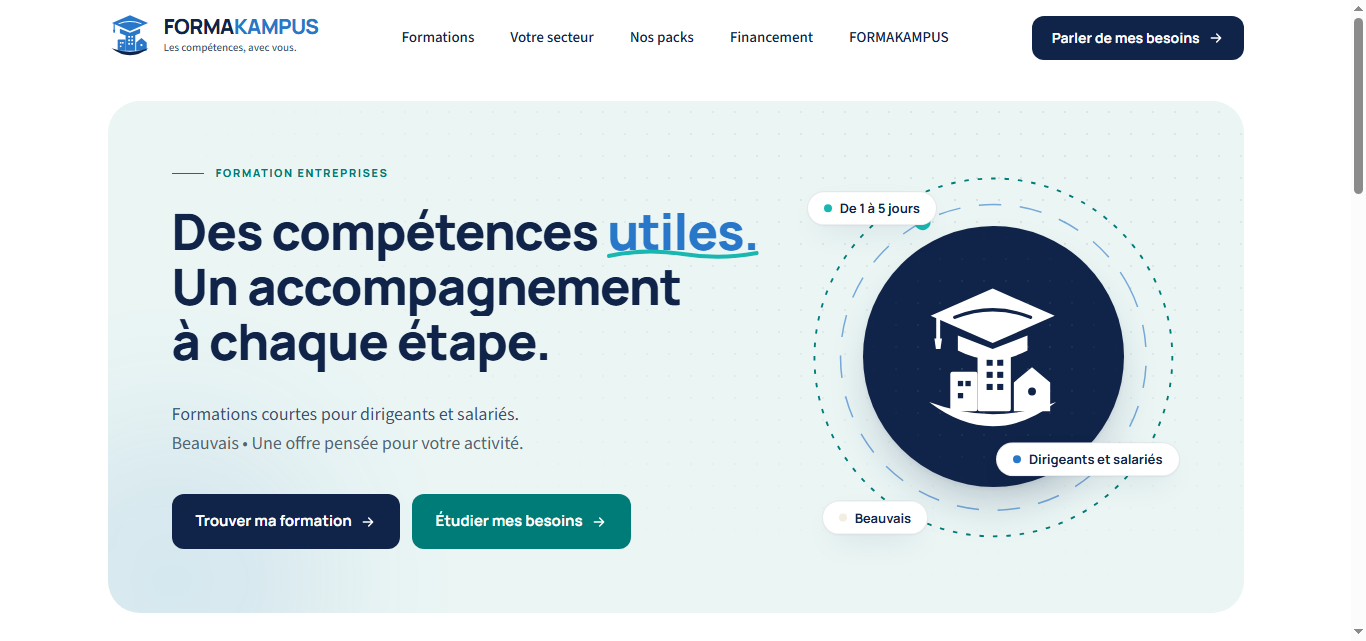 FORMAKAMPUS
Les compétences, avec vous.
Formations
Votre secteur
Nos packs
Financement
FORMAKAMPUS
Parler de mes besoins →
FORMATION ENTREPRISES
Des compétences utiles.
Un accompagnement
à chaque étape.
Formations courtes pour dirigeants et salariés.
Beauvais • Une offre pensée pour votre activité.
Trouver ma formation →
Étudier mes besoins →
De 1 à 5 jours
Dirigeants et salariés
Beauvais